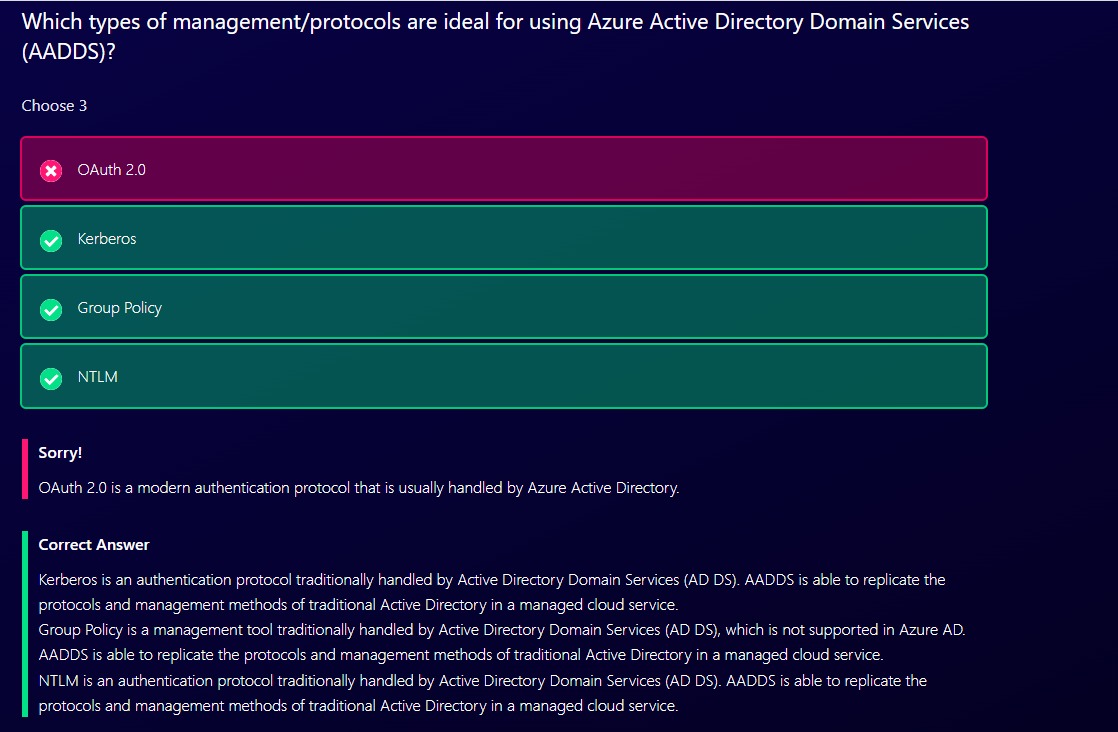 Which types of management/protocols are ideal for using Azure Active Directory Domain Services
(AADDS)?
Choose 3
OAuth 2.0
Kerberos
Group Policy
NTLM
Sorry!
OAuth 2.0 is a modern authentication protocol that is usually handled by Azure Active Directory.
Correct Answer
Kerberos is an authentication protocol traditionally handled by Active Directory Domain Services (AD DS). AADDS is able to replicate the
protocols and management methods of traditional Active Directory in a managed cloud service.
Group Policy is a management tool traditionally handled by Active Directory Domain Services (AD DS), which is not supported in Azure AD.
AADDS is able to replicate the protocols and management methods of traditional Active Directory in a managed cloud service.
NTLM is an authentication protocol traditionally handled by Active Directory Domain Services (AD DS). AADDS is able to replicate the
protocols and management methods of traditional Active Directory in a managed cloud service.